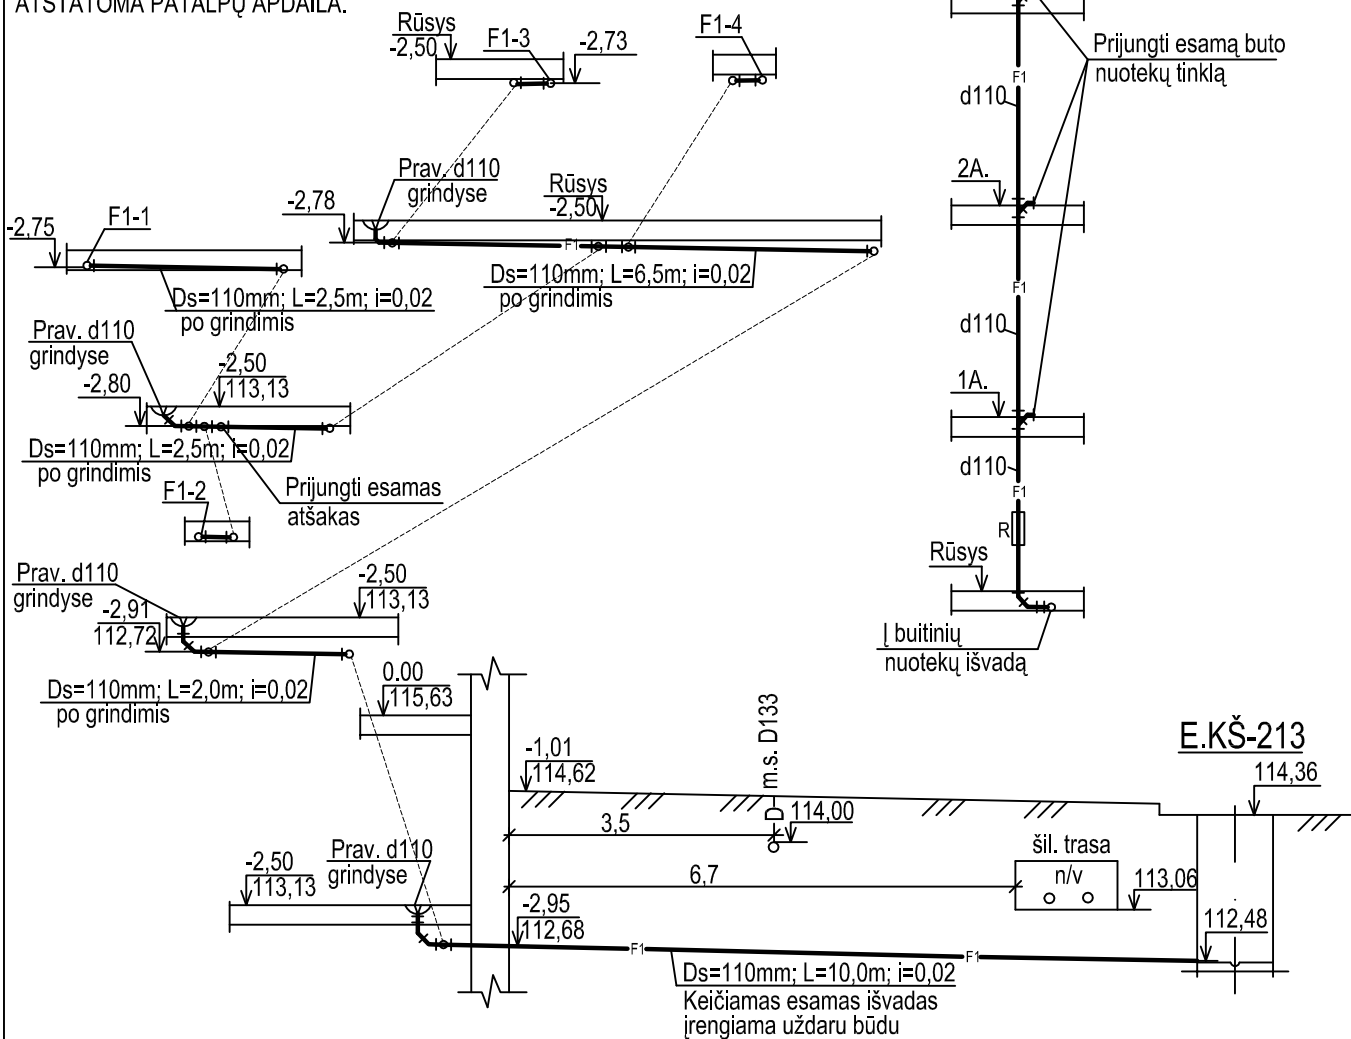 ATSTATOMA PATALPŲ APDAILA.
Rūsys
-2,50
F1-3
-2,73
F1-4
Prijungti esamą buto
nuotekų tinklą
F1
d110
Prav. d110
grindyse
Rūsys
-2,50
-2,78
F1
Ds=110mm; L=6,5m; i=0,02
po grindimis
2A.
F1-1
-2,75
Ds=110mm; L=2,5m; i=0,02
po grindimis
F1
d110
Prav. d110
grindyse
-2,50
113,13
-2,80
Ds=110mm; L=2,5m; i=0,02
po grindimis
1A.
d110
F1
F1-2
Prijungti esamas
atšakas
R
Rūsys
Į buitinių
nuotekų išvadą
Prav. d110
grindyse
-2,50
113,13
-2,91
112,72
Ds=110mm; L=2,0m; i=0,02
po grindimis
0.00
115,63
-1,01
114,62
m.s. D133
D
E.KŠ-213
114,36
3,5
114,00
šil. trasa
n/v
6,7
113,06
Prav. d110
grindyse
-2,50
113,13
-2,95
112,68
112,48
F1
F1
Ds=110mm; L=10,0m; i=0,02
Keičiamas esamas išvadas
įrengiama uždaru būdu